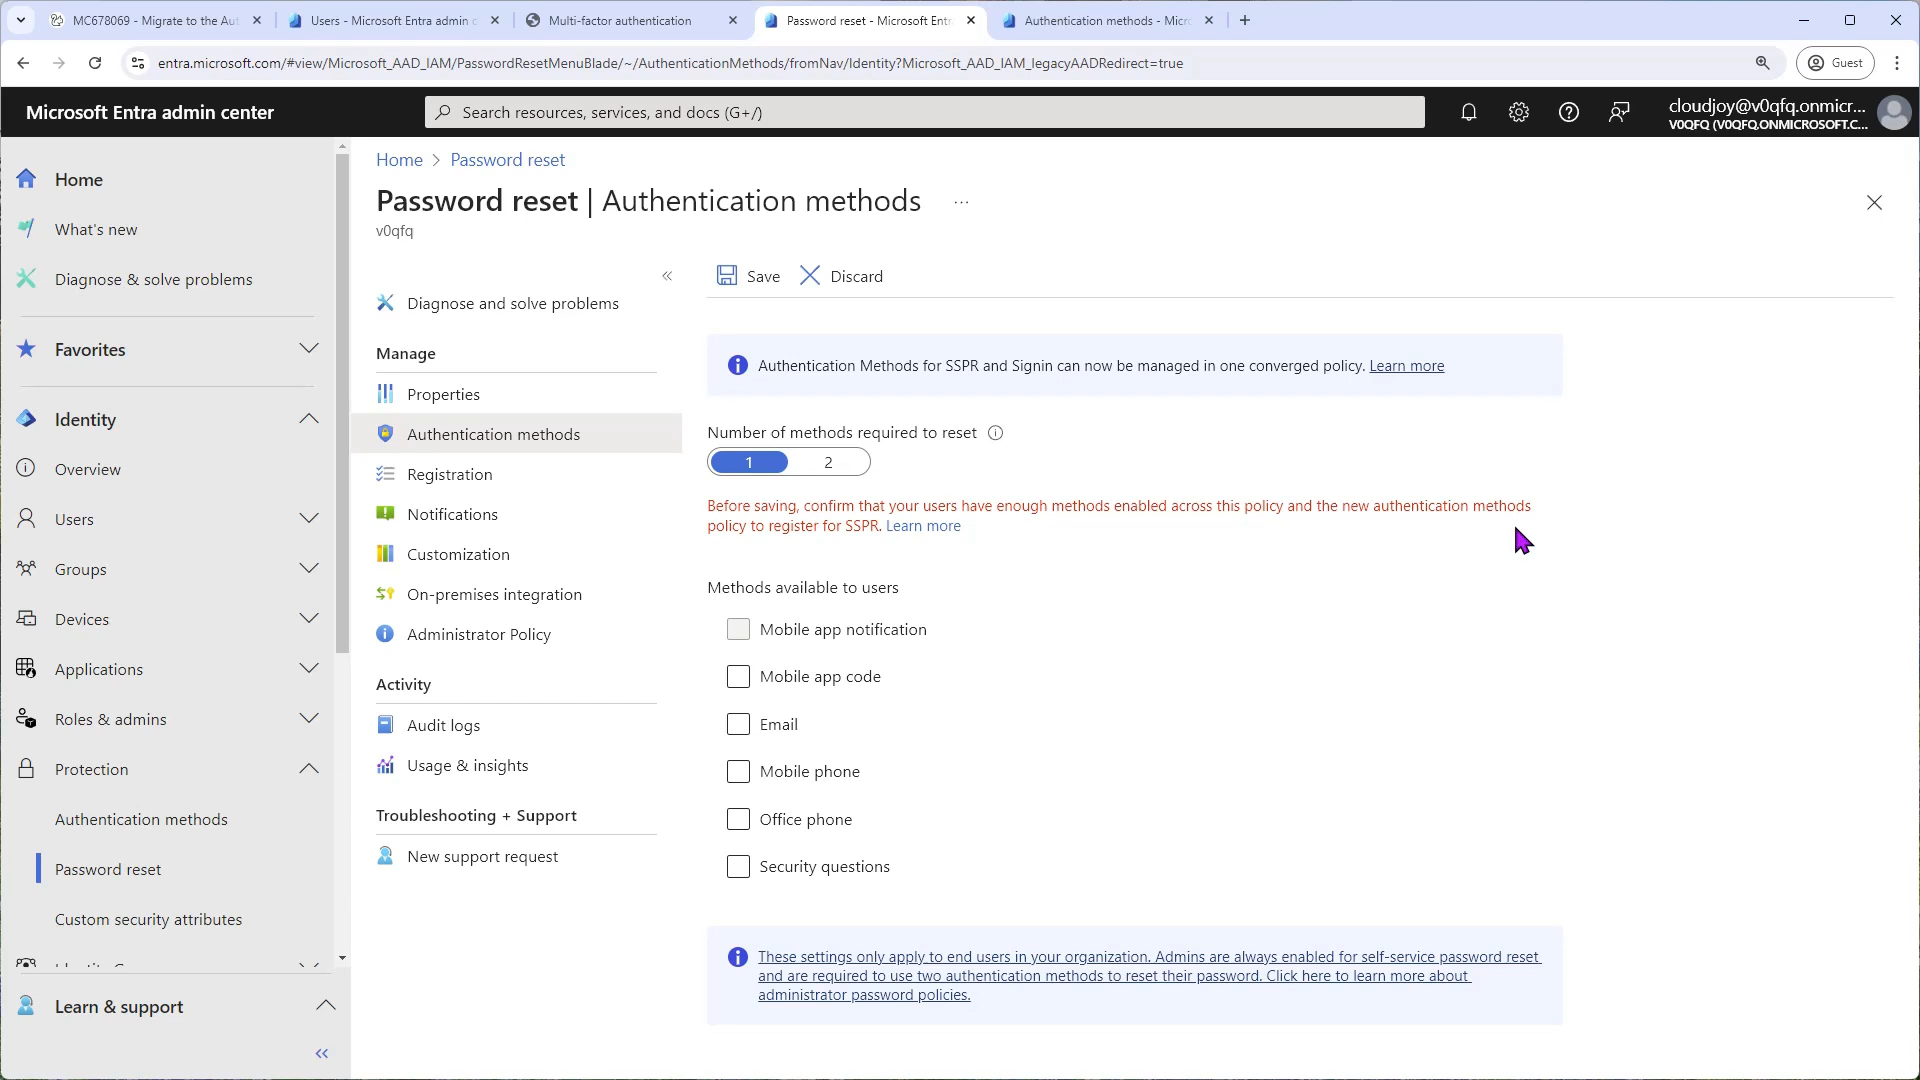 MC678069 - Migrate to the Aut
Users - Microsoft Entra admin c
Multi-factor authentication
Password reset - Microsoft Entr
Authentication methods - Micro
entra.microsoft.com/#view/Microsoft_AAD_IAM/PasswordResetMenuBlade/~/AuthenticationMethods/fromNav/Identity?Microsoft_AAD_IAM_legacyAADRedirect=true
Guest
Microsoft Entra admin center
Search resources, services, and docs (G+/)
cloudjoy@v0qfq.onmicr...
V0QFQ (V0QFQ.ONMICROSOFT.C...
Home
What's new
Diagnose & solve problems
Favorites
Identity
Overview
Users
Groups
Devices
Applications
Roles & admins
Protection
Authentication methods
Password reset
Custom security attributes
Learn & support
Home > Password reset
Password reset | Authentication methods ...
v0qfq
Diagnose and solve problems
Manage
Properties
Authentication methods
Registration
Notifications
Customization
On-premises integration
Administrator Policy
Activity
Audit logs
Usage & insights
Troubleshooting + Support
New support request
Save
Discard
Authentication Methods for SSPR and Signin can now be managed in one converged policy. Learn more
Number of methods required to reset
1
2
Before saving, confirm that your users have enough methods enabled across this policy and the new authentication methods
policy to register for SSPR. Learn more
Methods available to users
Mobile app notification
Mobile app code
Email
Mobile phone
Office phone
Security questions
These settings only apply to end users in your organization. Admins are always enabled for self-service password reset
and are required to use two authentication methods to reset their password. Click here to learn more about
administrator password policies.